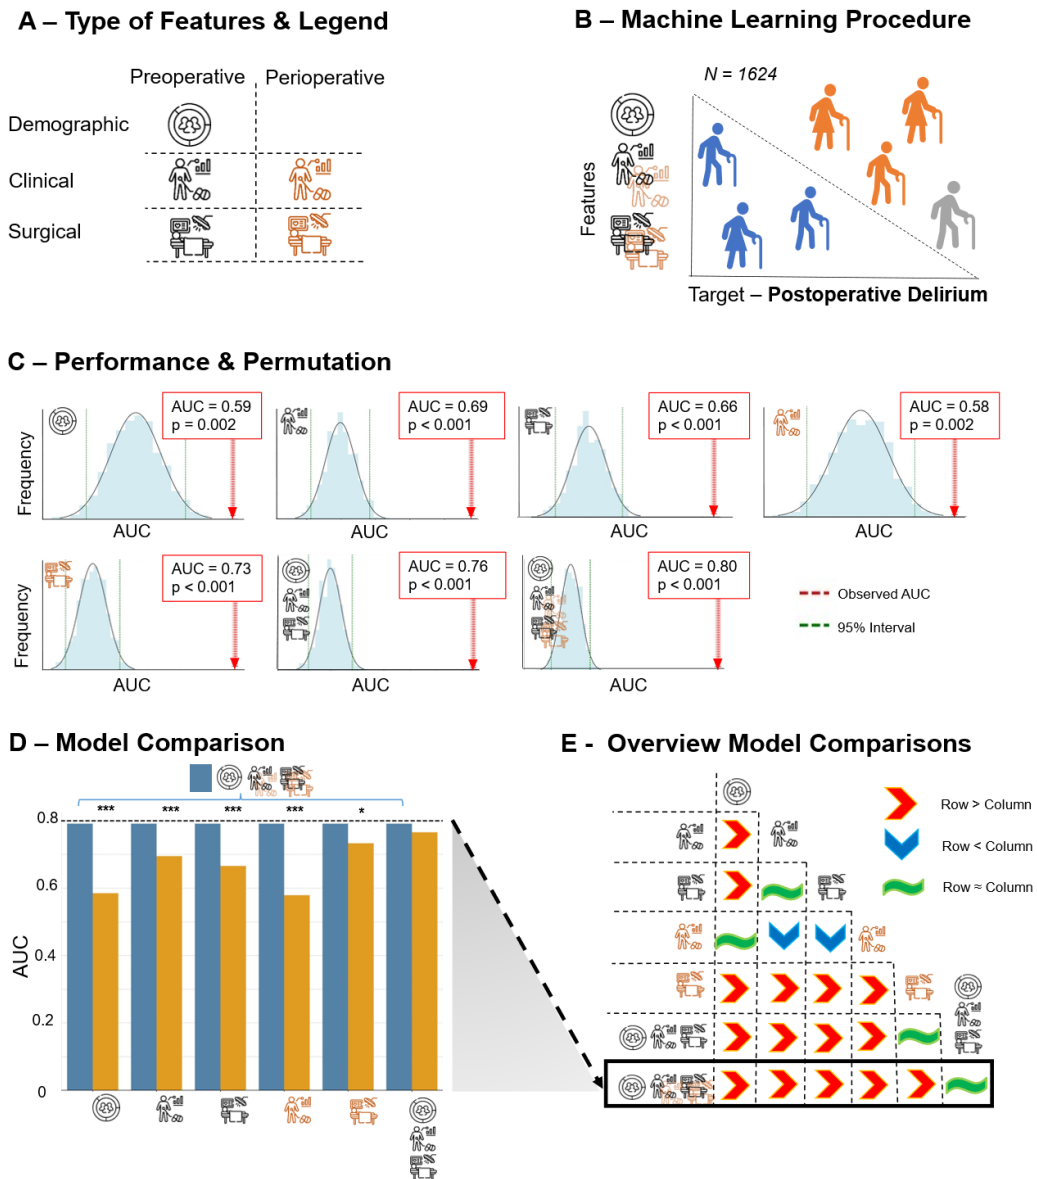 A – Type of Features & Legend
Preoperative
Perioperative
Demographic
Clinical
Surgical
B – Machine Learning Procedure
N = 1624
Features
Target – Postoperative Delirium
C – Performance & Permutation
Frequency
AUC = 0.59
p = 0.002
AUC
AUC = 0.69
p < 0.001
AUC
AUC = 0.66
p < 0.001
AUC
AUC = 0.58
p = 0.002
AUC
Frequency
AUC = 0.73
p < 0.001
AUC
AUC = 0.76
p < 0.001
AUC
AUC = 0.80
p < 0.001
AUC
Observed AUC
95% Interval
D – Model Comparison
***
***
***
***
*
0.8
0.6
0.4
0.2
0
AUC
E - Overview Model Comparisons
Row > Column
Row < Column
Row ≈ Column